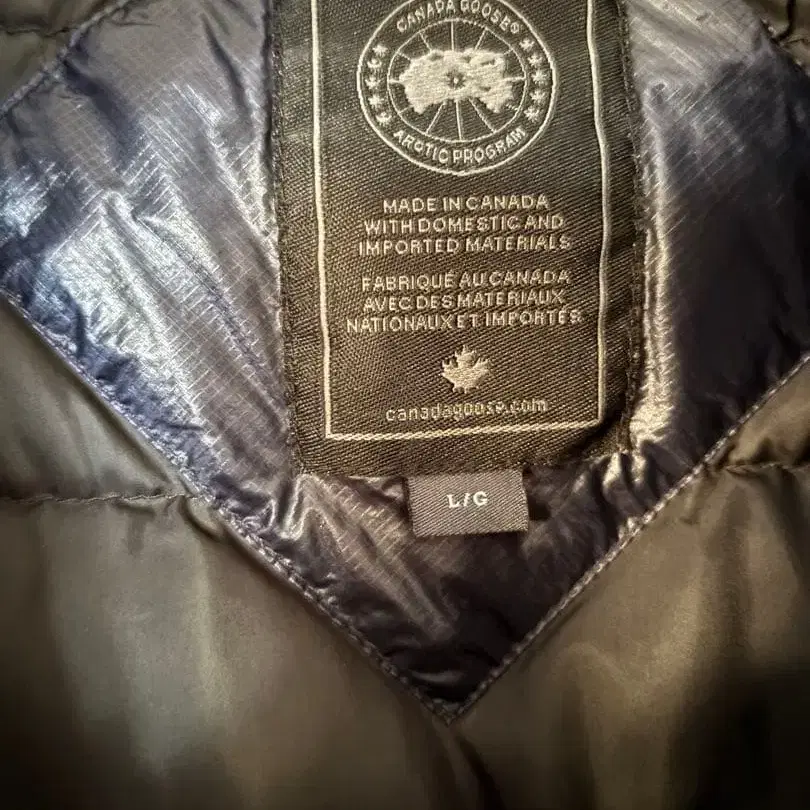 CANADA GOOSE®
ARCTIC PROGRAM
MADE IN CANADA
WITH DOMESTIC AND
IMPORTED MATERIALS
FABRIQUÉ AU CANADA
AVEC DES MATERIAUX
NATIONAUX ET IMPORTÉS
canadagoose.com
L/G